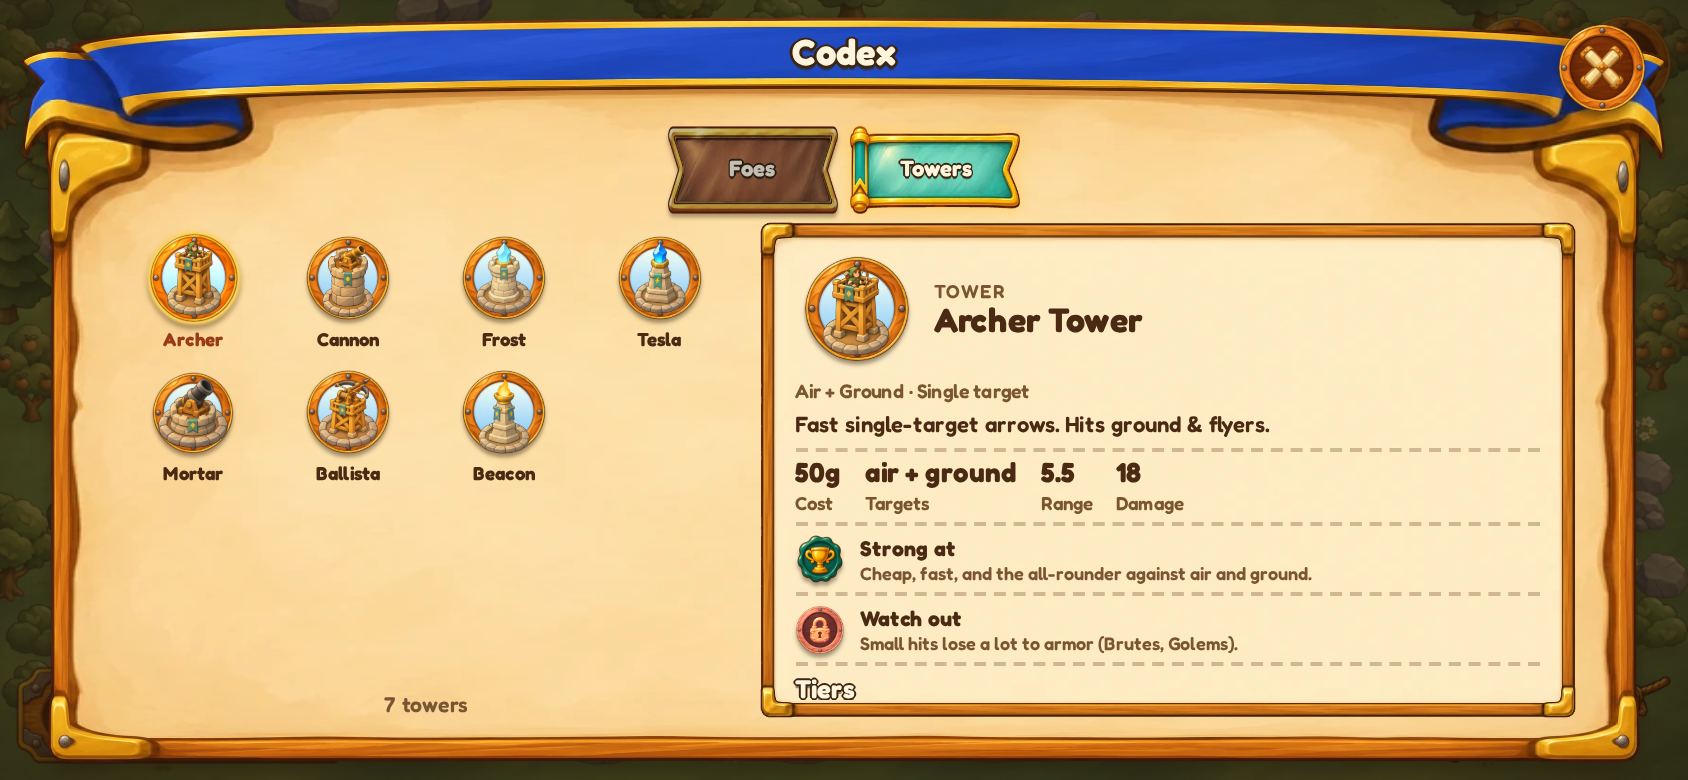 Codex
Foes
Towers
Archer
Cannon
Frost
Tesla
Mortar
Ballista
Beacon
7 towers
TOWER
Archer Tower
Air + Ground · Single target
Fast single-target arrows. Hits ground & flyers.
50g air + ground 5.5 18
Cost Targets Range Damage
Strong at
Cheap, fast, and the all-rounder against air and ground.
Watch out
Small hits lose a lot to armor (Brutes, Golems).
Tiers